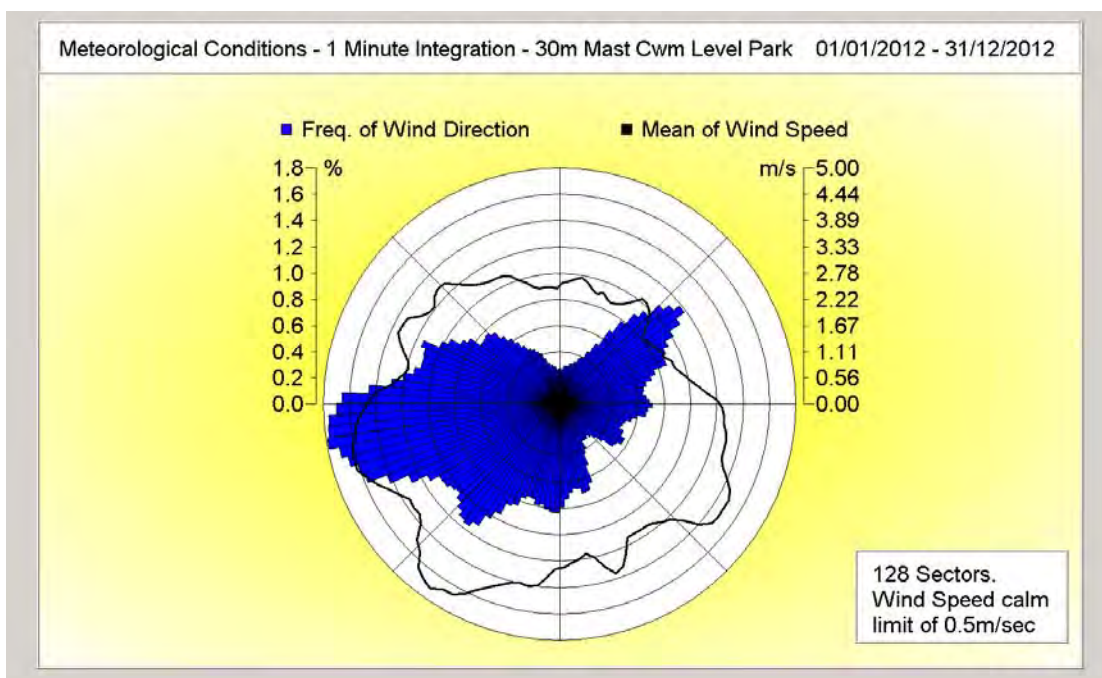 Meteorological Conditions - 1 Minute Integration - 30m Mast Cwm Level Park 01/01/2012 - 31/12/2012
Freq. of Wind Direction Mean of Wind Speed
1.8 % m/s 5.00
1.6 4.44
1.4 3.89
1.2 3.33
1.0 2.78
0.8 2.22
0.6 1.67
0.4 1.11
0.2 0.56
0.0 0.00
128 Sectors.
Wind Speed calm
limit of 0.5m/sec